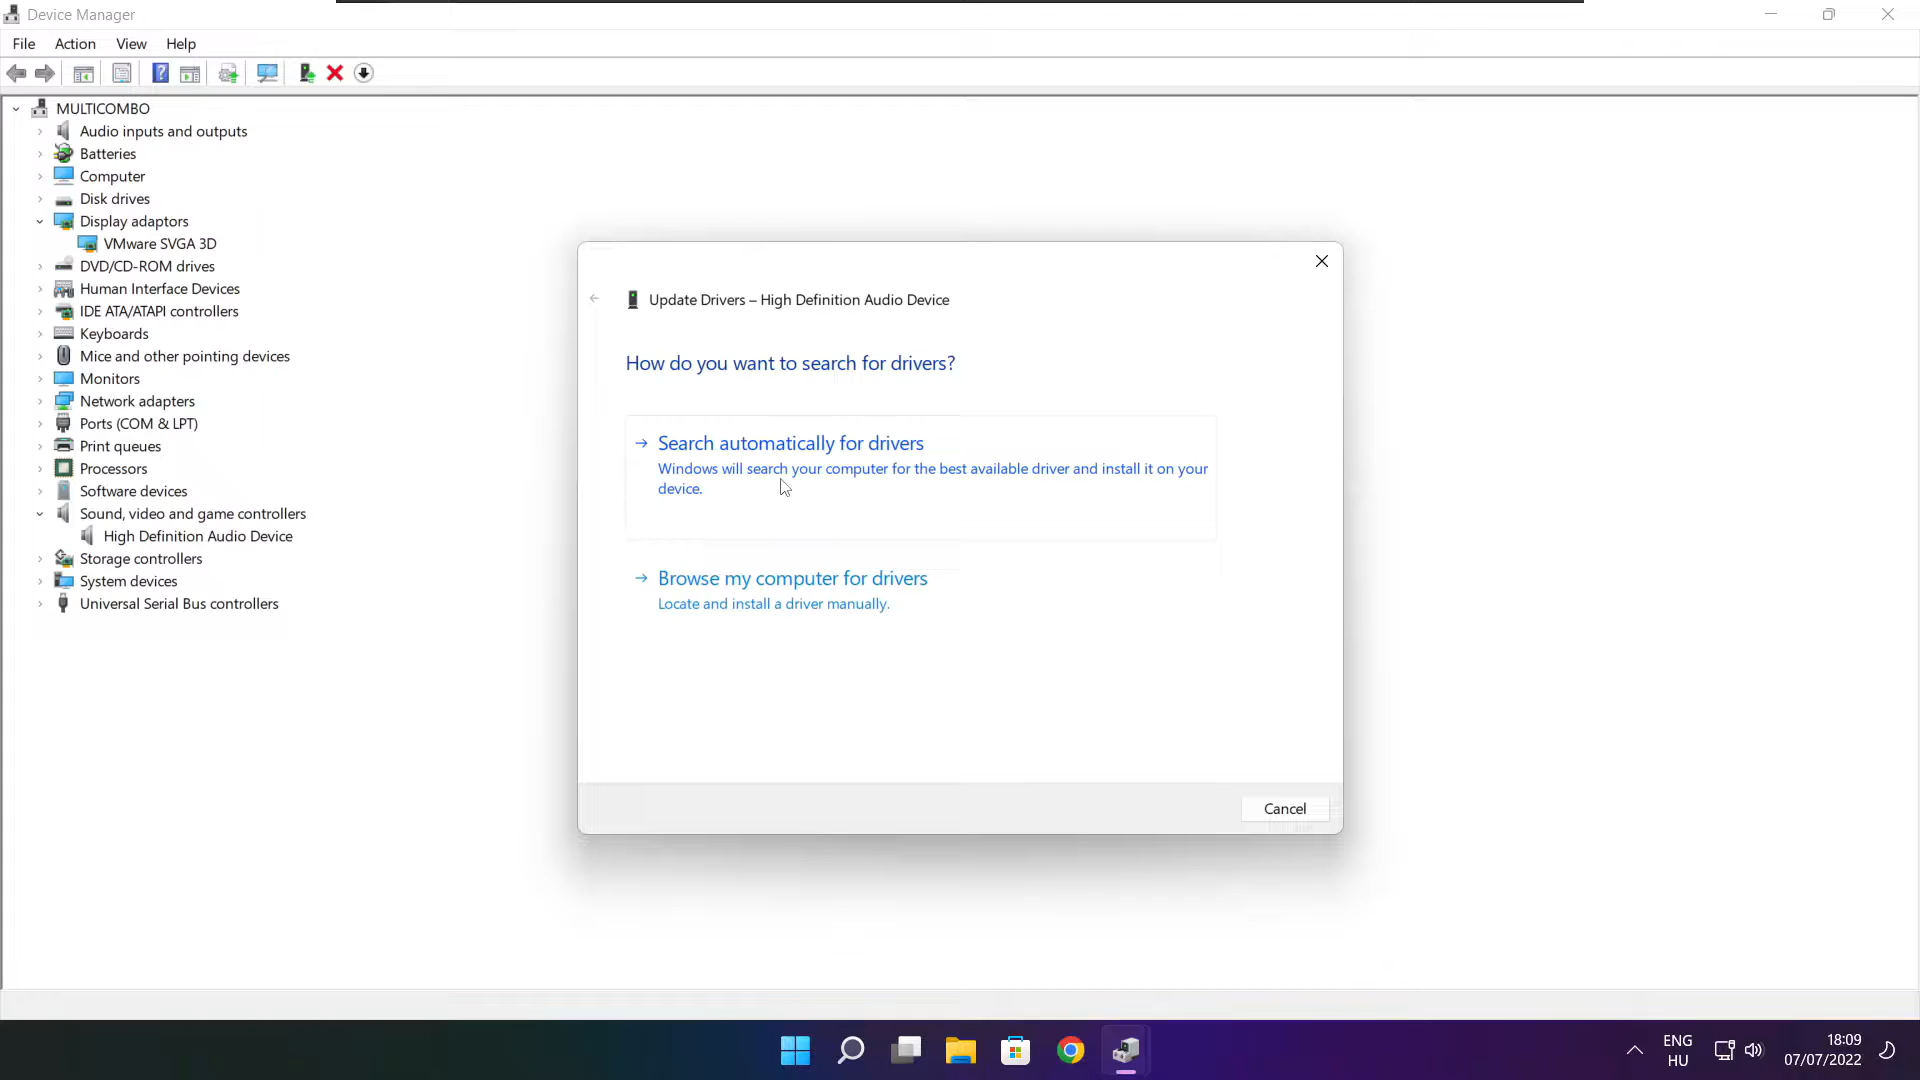 Device Manager
File Action View Help
MULTICOMBO
Audio inputs and outputs
Batteries
Computer
Disk drives
Display adaptors
VMware SVGA 3D
DVD/CD-ROM drives
Human Interface Devices
IDE ATA/ATAPI controllers
Keyboards
Mice and other pointing devices
Monitors
Network adapters
Ports (COM & LPT)
Print queues
Processors
Software devices
Sound, video and game controllers
High Definition Audio Device
Storage controllers
System devices
Universal Serial Bus controllers
Update Drivers – High Definition Audio Device
How do you want to search for drivers?
Search automatically for drivers
Windows will search your computer for the best available driver and install it on your
device.
Browse my computer for drivers
Locate and install a driver manually.
Cancel
ENG
HU
18:09
07/07/2022